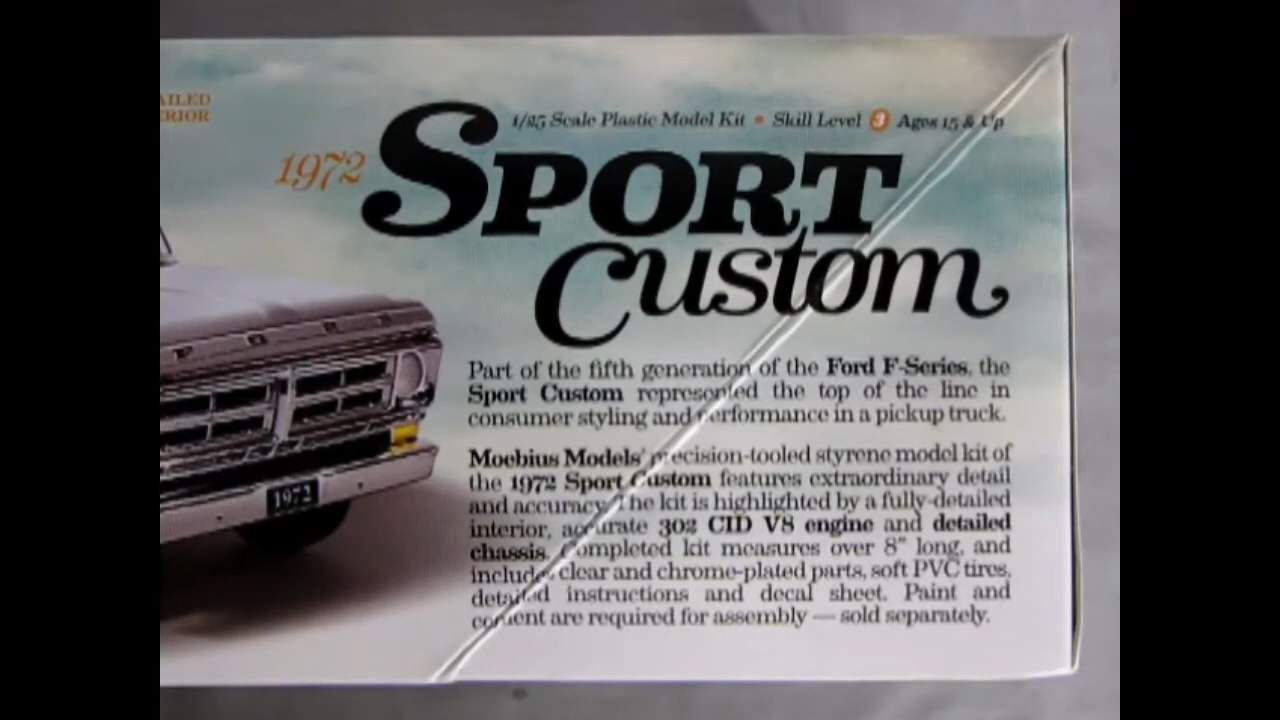 AILED
ERIOR
1/25 Scale Plastic Model Kit • Skill Level 3 Ages 15 & Up
1972 SPORT
Custom
FORD
1972
Part of the fifth generation of the Ford F-Series, the
Sport Custom represented the top of the line in
consumer styling and performance in a pickup truck.
Moebius Models' precision-tooled styrene model kit of
the 1972 Sport Custom features extraordinary detail
and accuracy. The kit is highlighted by a fully-detailed
interior, accurate 302 CID V8 engine and detailed
chassis. Completed kit measures over 8" long, and
includes clear and chrome-plated parts, soft PVC tires,
detailed instructions and decal sheet. Paint and
cement are required for assembly — sold separately.